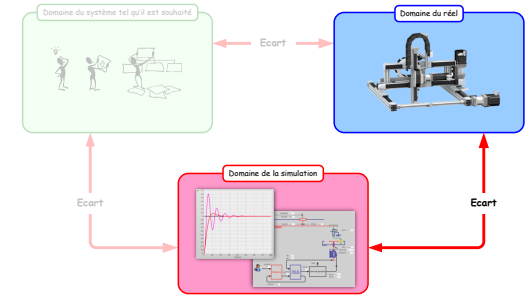 Domaine du système tel qu'il est souhaité
Domaine du réel
Ecart
Ecart
Ecart
Domaine de la simulation